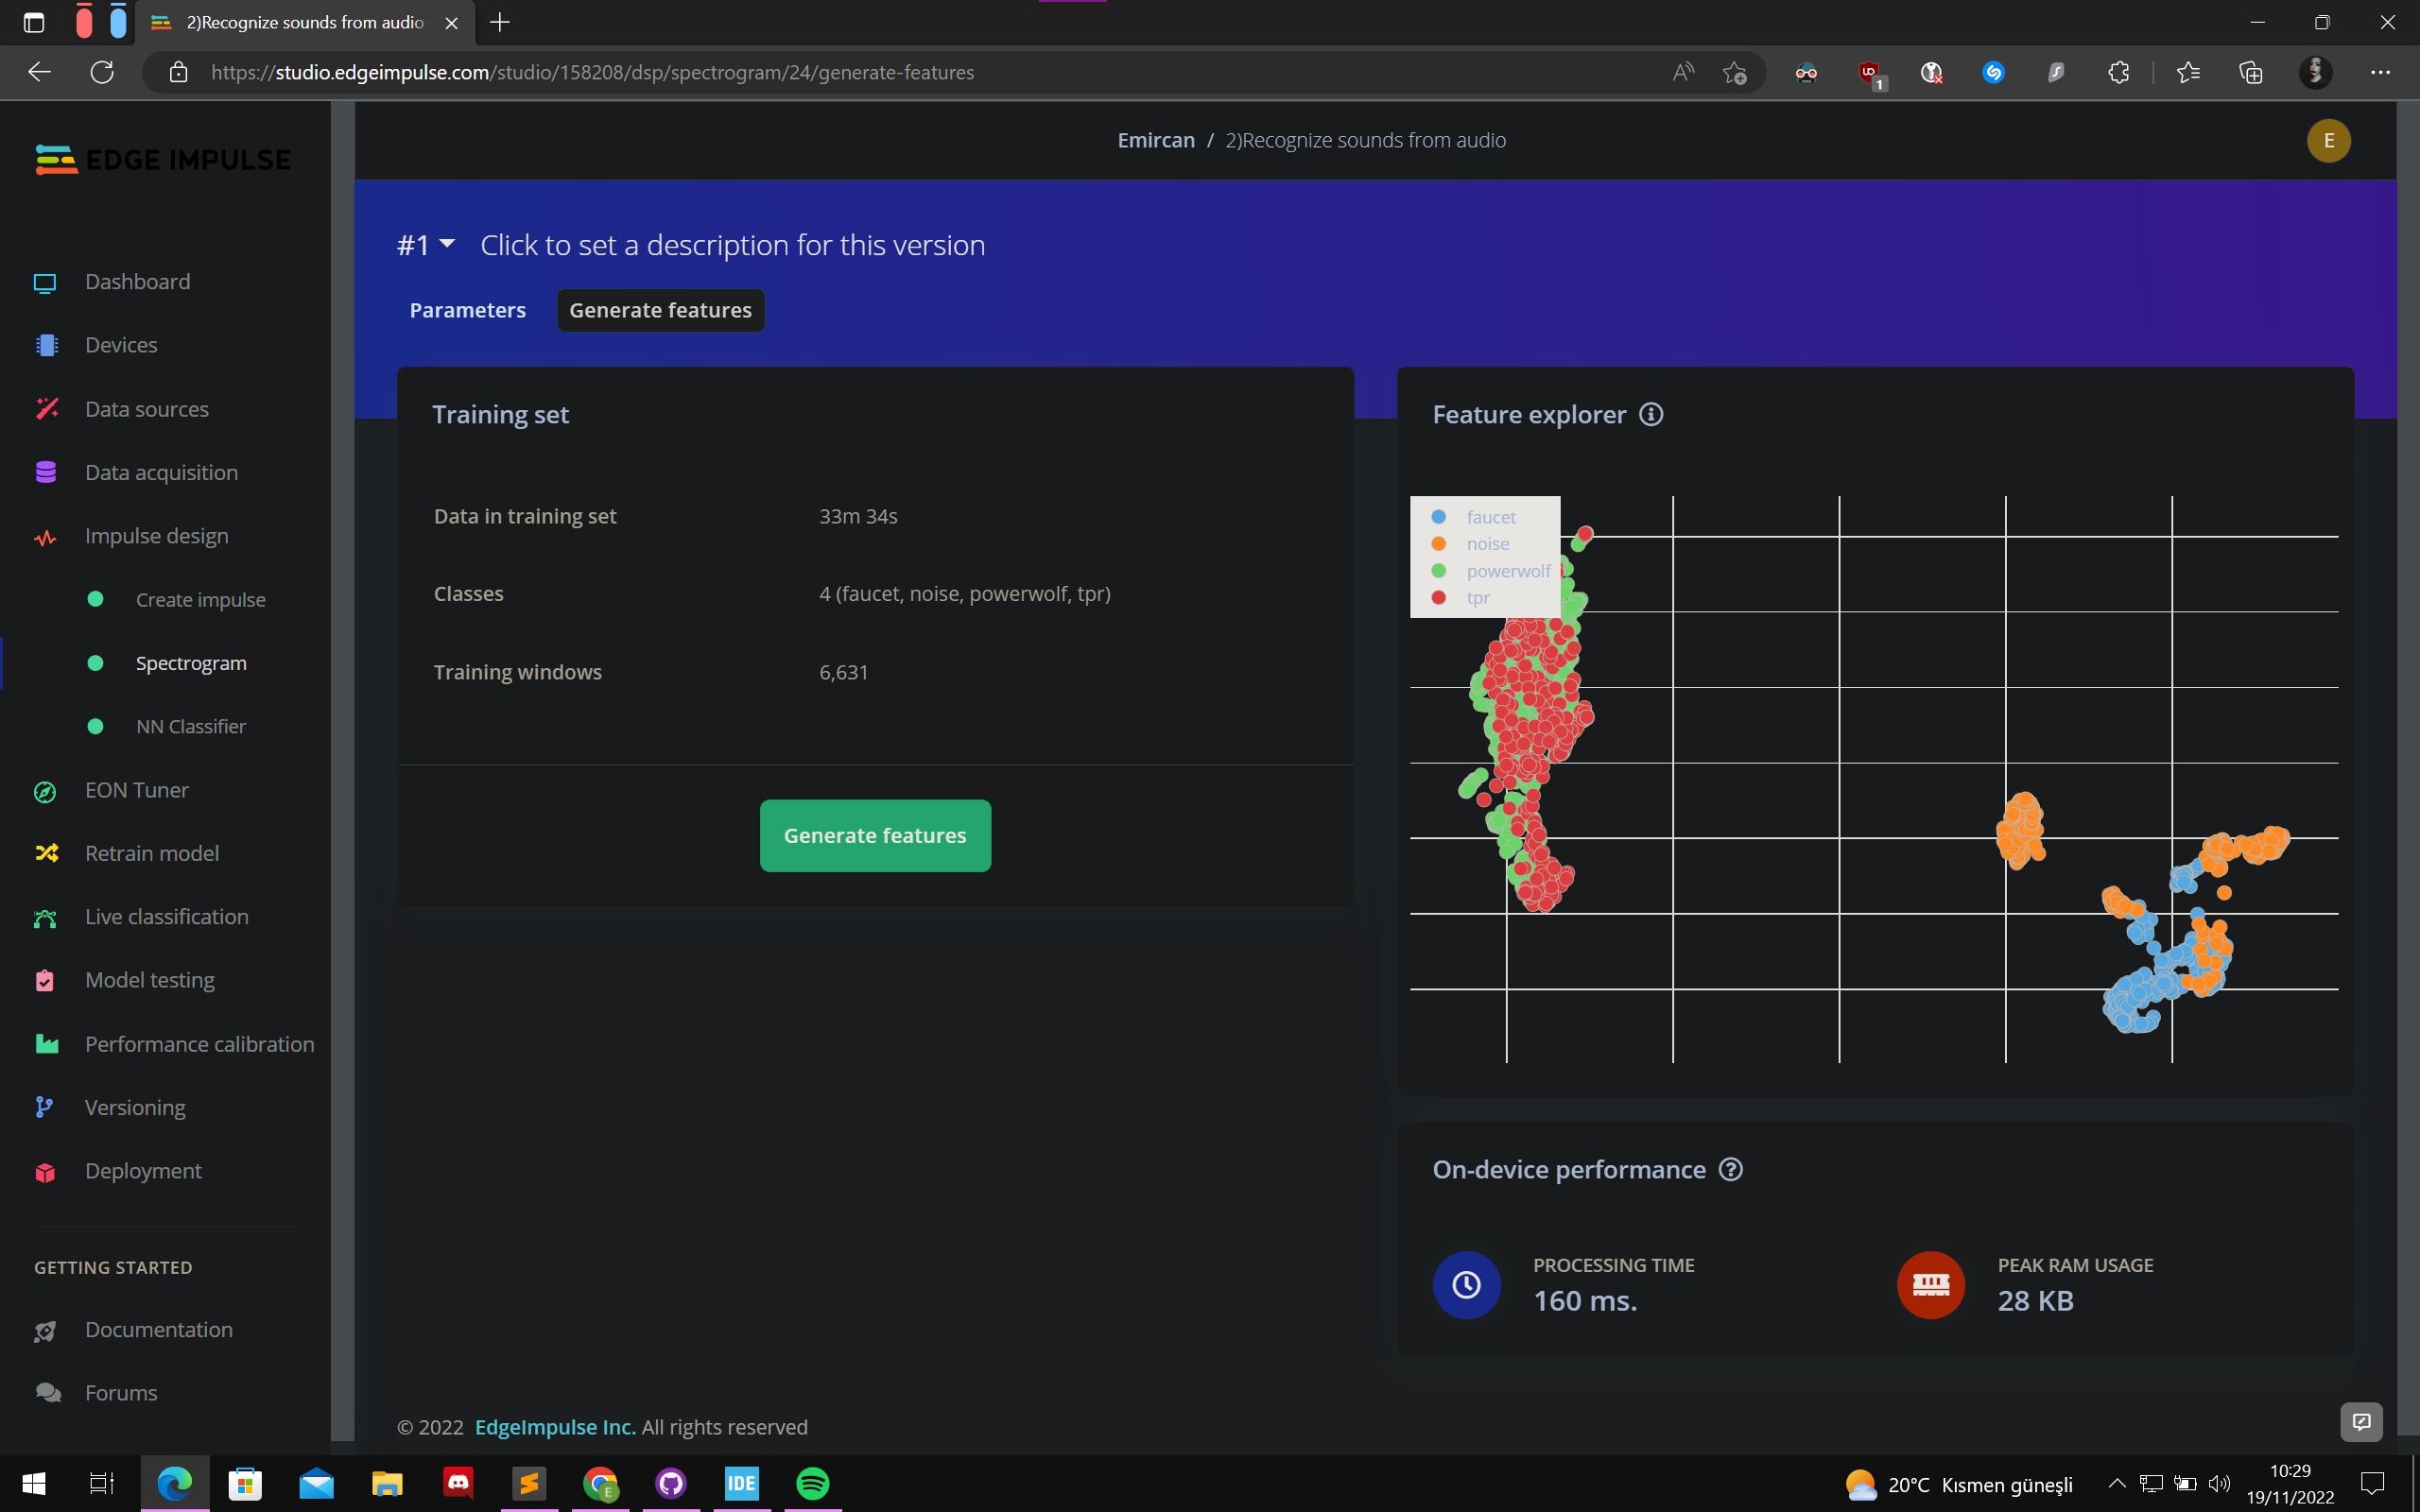 2)Recognize sounds from audio
https://studio.edgeimpulse.com/studio/158208/dsp/spectrogram/24/generate-features
1
EDGE IMPULSE
Emircan / 2)Recognize sounds from audio
E
#1 Click to set a description for this version
Parameters Generate features
Dashboard
Devices
Data sources
Data acquisition
Impulse design
Create impulse
Spectrogram
NN Classifier
EON Tuner
Retrain model
Live classification
Model testing
Performance calibration
Versioning
Deployment
GETTING STARTED
Documentation
Forums
Training set
Data in training set 33m 34s
Classes 4 (faucet, noise, powerwolf, tpr)
Training windows 6,631
Generate features
Feature explorer
faucet
noise
powerwolf
tpr
On-device performance
PROCESSING TIME
160 ms.
PEAK RAM USAGE
28 KB
© 2022 EdgeImpulse Inc. All rights reserved
E
IDE
20°C Kısmen güneşli
10:29
19/11/2022